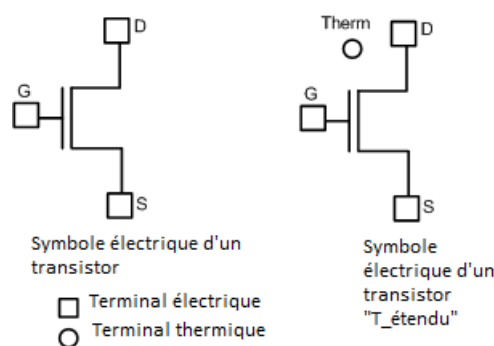 D
G
S
Symbole électrique d'un
transistor
Therm
D
G
S
Symbole
électrique d'un
transistor
"T_étendu"
Terminal électrique
Terminal thermique